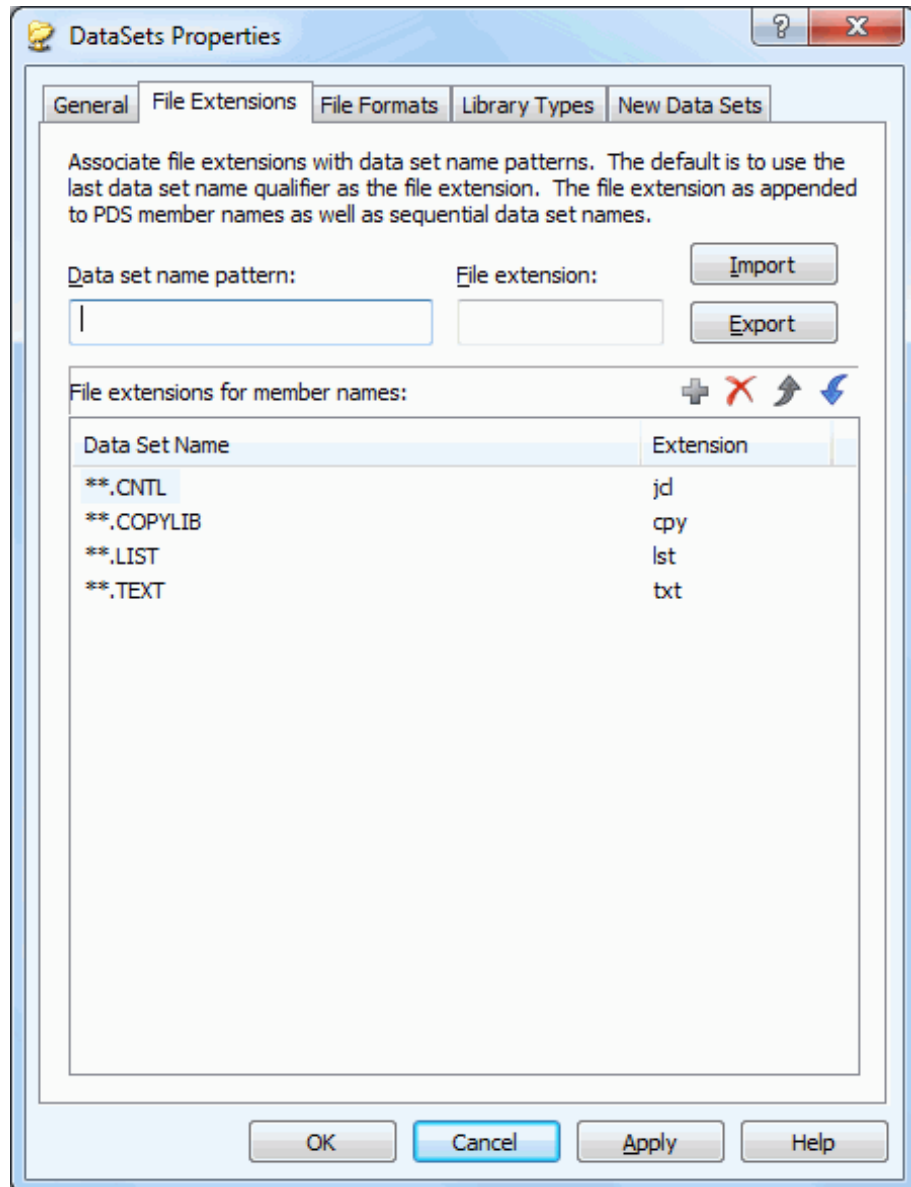 DataSets Properties
General File Extensions File Formats Library Types New Data Sets
Associate file extensions with data set name patterns. The default is to use the
last data set name qualifier as the file extension. The file extension as appended
to PDS member names as well as sequential data set names.
Data set name pattern: File extension: Import
Export
File extensions for member names:
Data Set Name Extension
**.CNTL jcl
**.COPYLIB cpy
**.LIST lst
**.TEXT txt
OK Cancel Apply Help